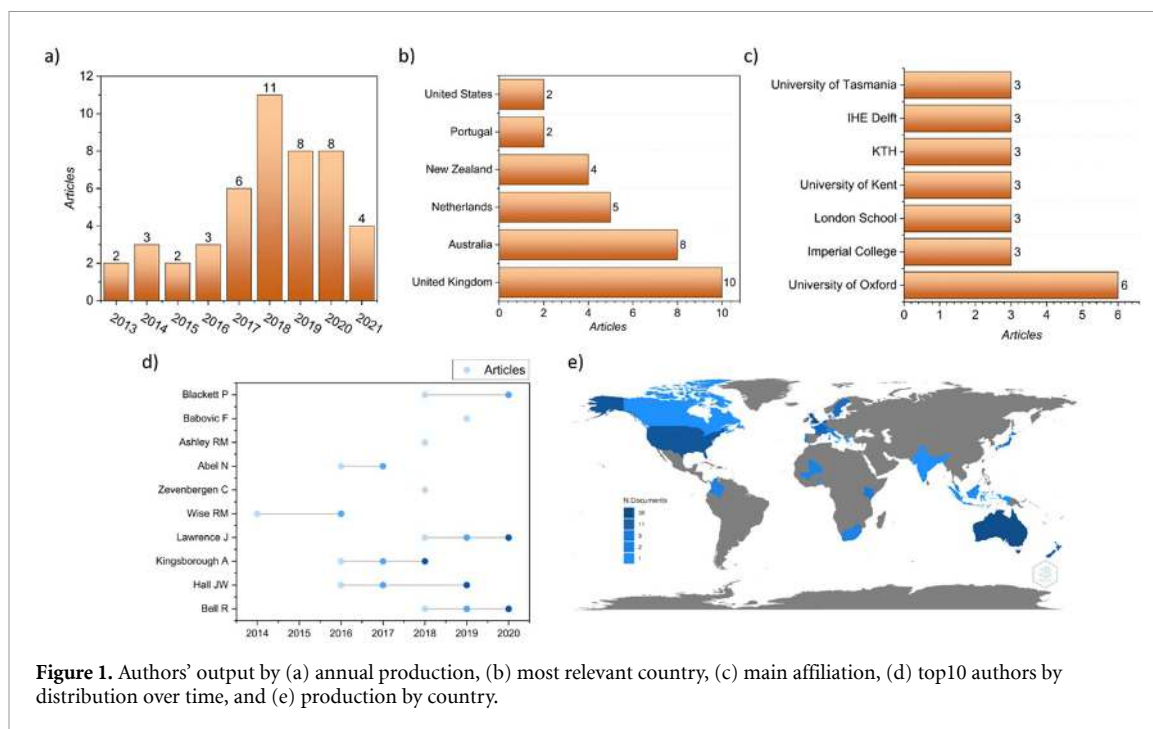 a)
12
10
8
6
4
2
0
Articles
2
3
2
3
6
11
8
8
4
2013
2014
2015
2016
2017
2018
2019
2020
2021
b)
United States
2
Portugal
2
New Zealand
4
Netherlands
5
Australia
8
United Kingdom
10
0
2
4
6
8
10
Articles
c)
University of Tasmania
3
IHE Delft
3
KTH
3
University of Kent
3
London School
3
Imperial College
3
University of Oxford
6
0
1
2
3
4
5
6
Articles
d)
Articles
Blackett P
Babovic F
Ashley RM
Abel N
Zevenbergen C
Wise RM
Lawrence J
Kingsborough A
Hall JW
Bell R
2014
2015
2016
2017
2018
2019
2020
e)
N.Documents
11
3
2
1
Figure 1. Authors' output by (a) annual production, (b) most relevant country, (c) main affiliation, (d) top10 authors by
distribution over time, and (e) production by country.